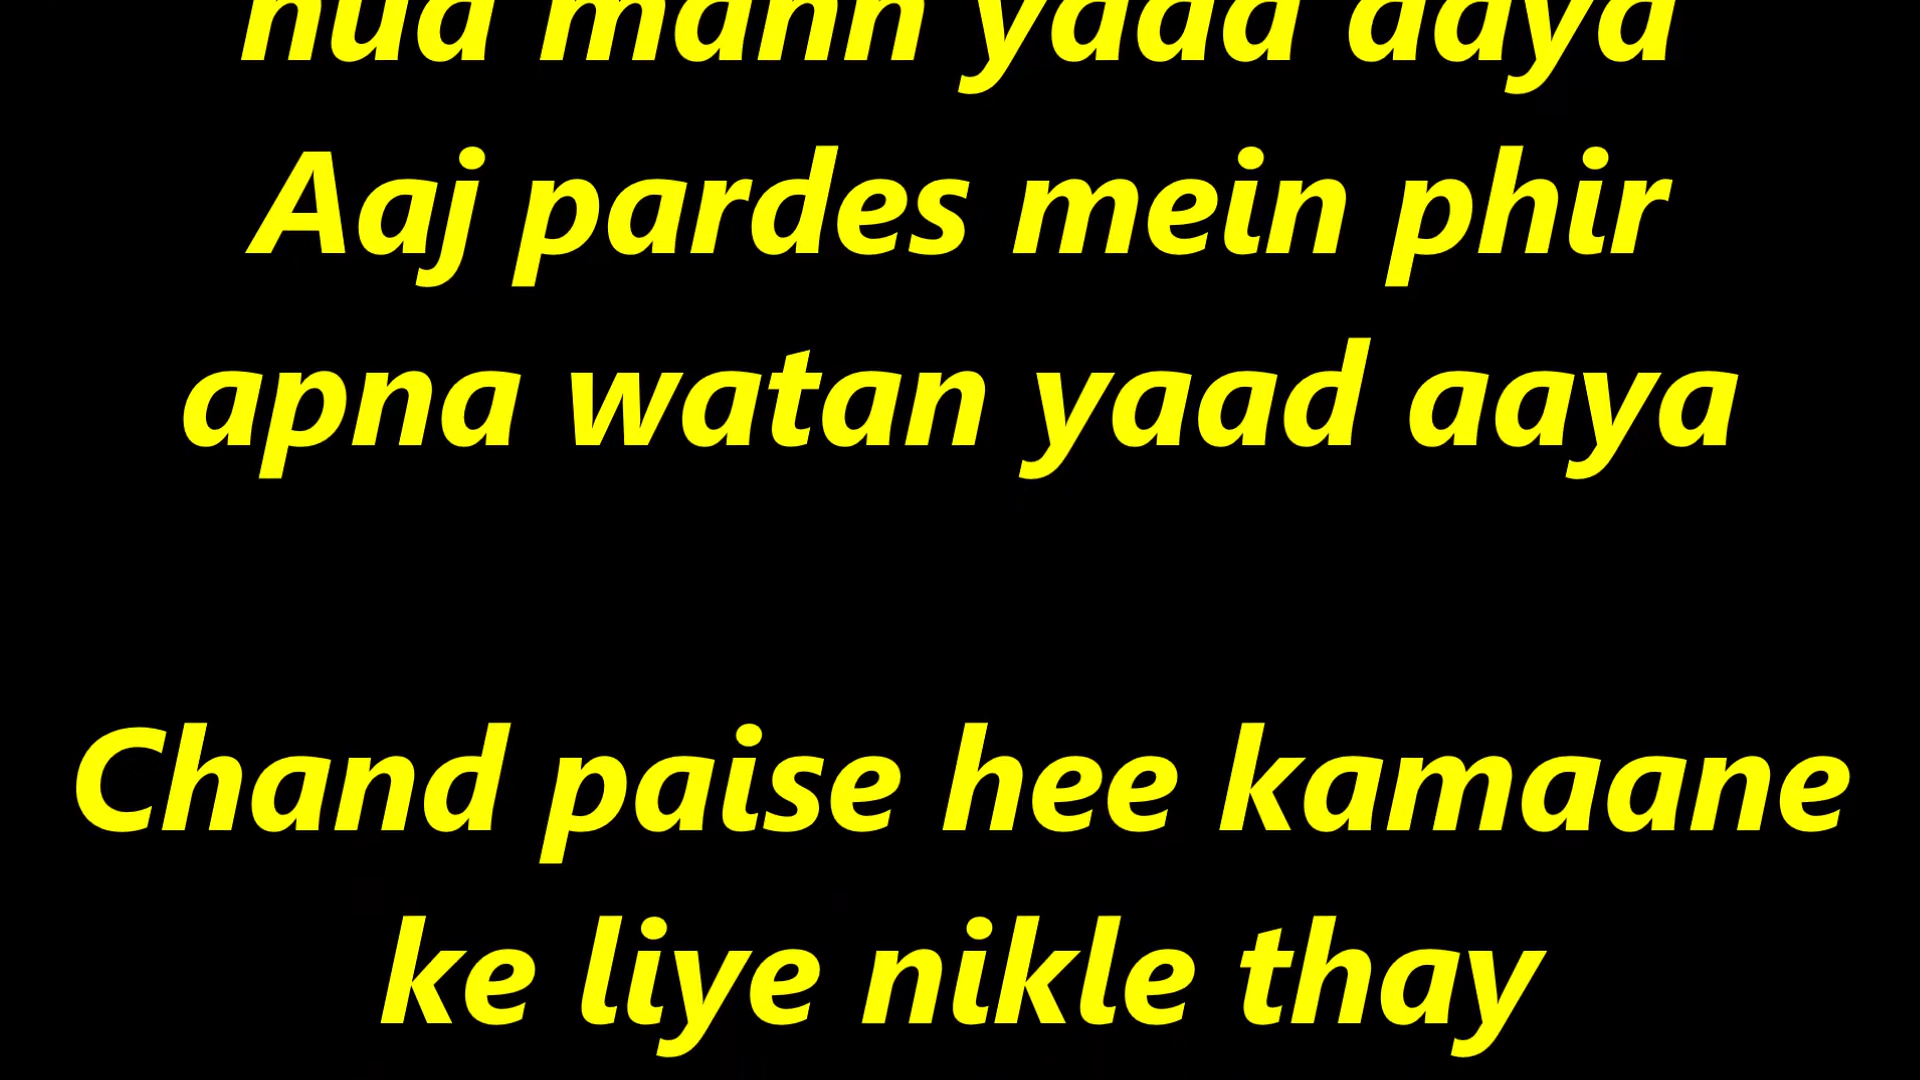 hua mann yaad aaya
Aaj pardes mein phir
apna watan yaad aaya
Chand paise hee kamaane
ke liye nikle thay